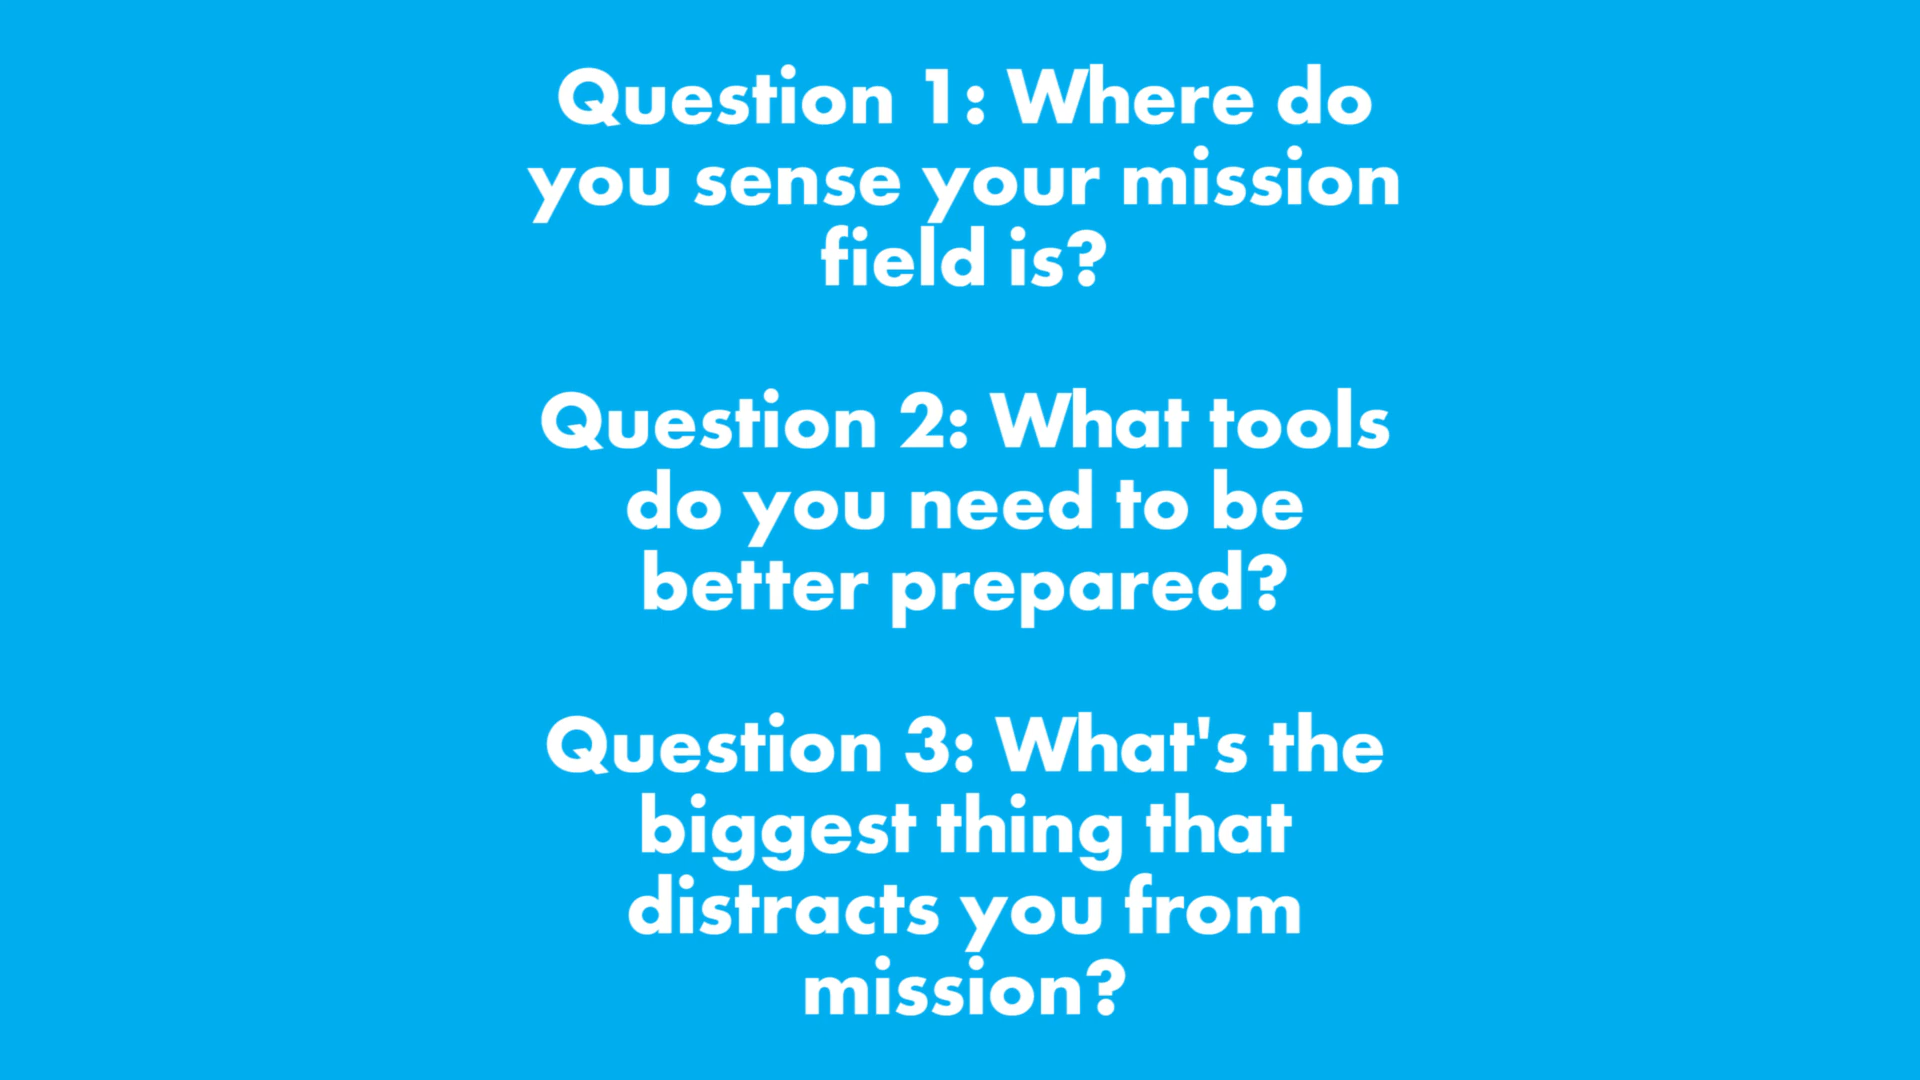 Question 1: Where do
you sense your mission
field is?
Question 2: What tools
do you need to be
better prepared?
Question 3: What's the
biggest thing that
distracts you from
mission?